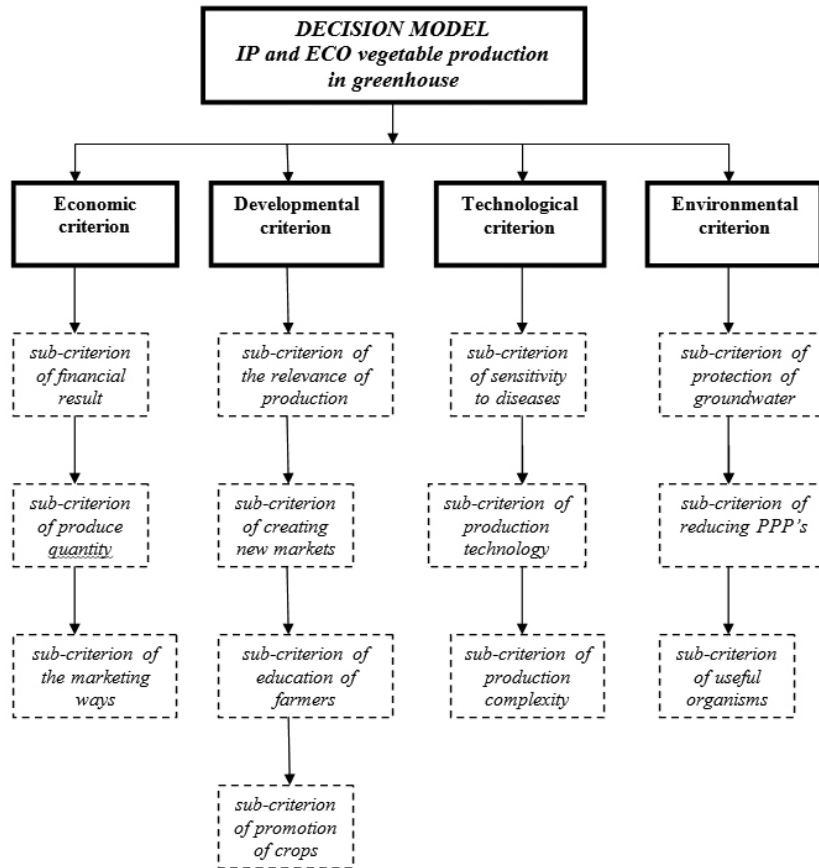 DECISION MODEL
IP and ECO vegetable production
in greenhouse
Economic
criterion
Developmental
criterion
Technological
criterion
Environmental
criterion
sub-criterion
of financial
result
sub-criterion of
the relevance of
production
sub-criterion
of sensitivity
to diseases
sub-criterion of
protection of
groundwater
sub-criterion
of produce
quantity
sub-criterion
of creating
new markets
sub-criterion of
production
technology
sub-criterion of
reducing PPP's
sub-criterion of
the marketing
ways
sub-criterion of
education of
farmers
sub-criterion of
production
complexity
sub-criterion
of useful
organisms
sub-criterion
of promotion
of crops